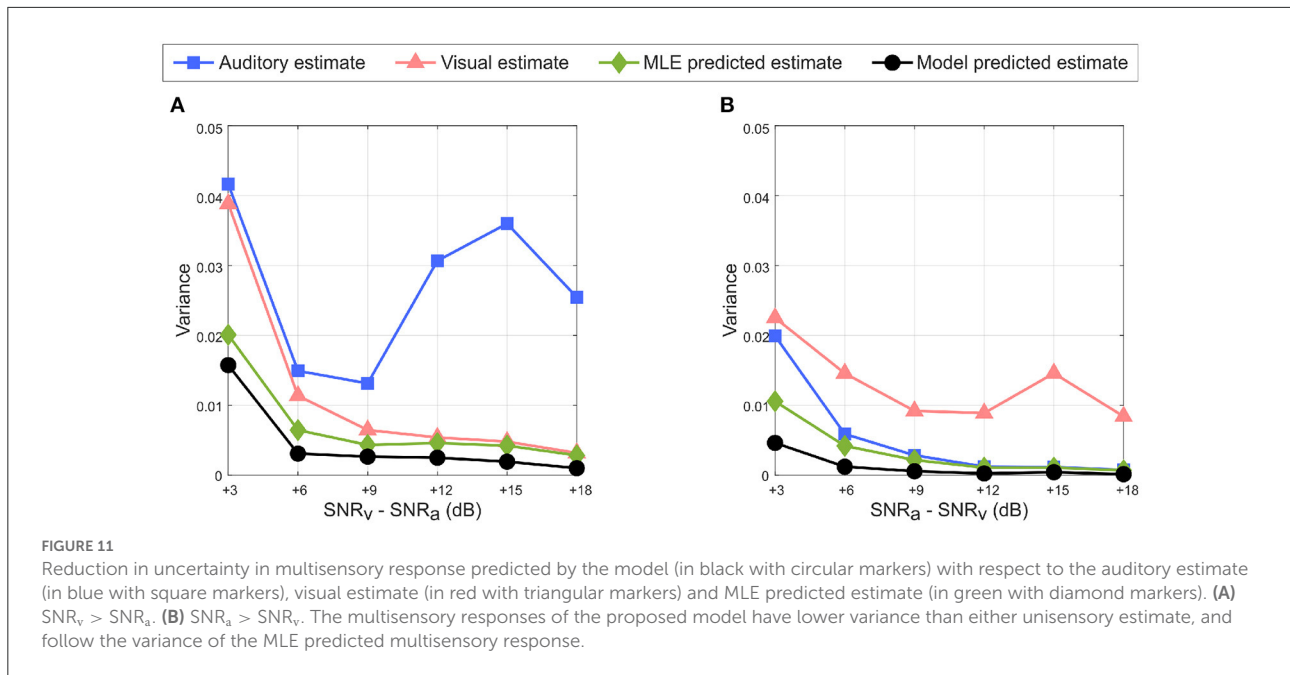 Auditory estimate Visual estimate MLE predicted estimate Model predicted estimate
A
0.05
0.04
0.03
0.02
0.01
0
Variance
+3 +6 +9 +12 +15 +18
SNRv - SNRa (dB)
B
0.05
0.04
0.03
0.02
0.01
0
Variance
+3 +6 +9 +12 +15 +18
SNRa - SNRv (dB)
FIGURE 11
Reduction in uncertainty in multisensory response predicted by the model (in black with circular markers) with respect to the auditory estimate
(in blue with square markers), visual estimate (in red with triangular markers) and MLE predicted estimate (in green with diamond markers). (A)
SNRv > SNRa. (B) SNRa > SNRv. The multisensory responses of the proposed model have lower variance than either unisensory estimate, and
follow the variance of the MLE predicted multisensory response.